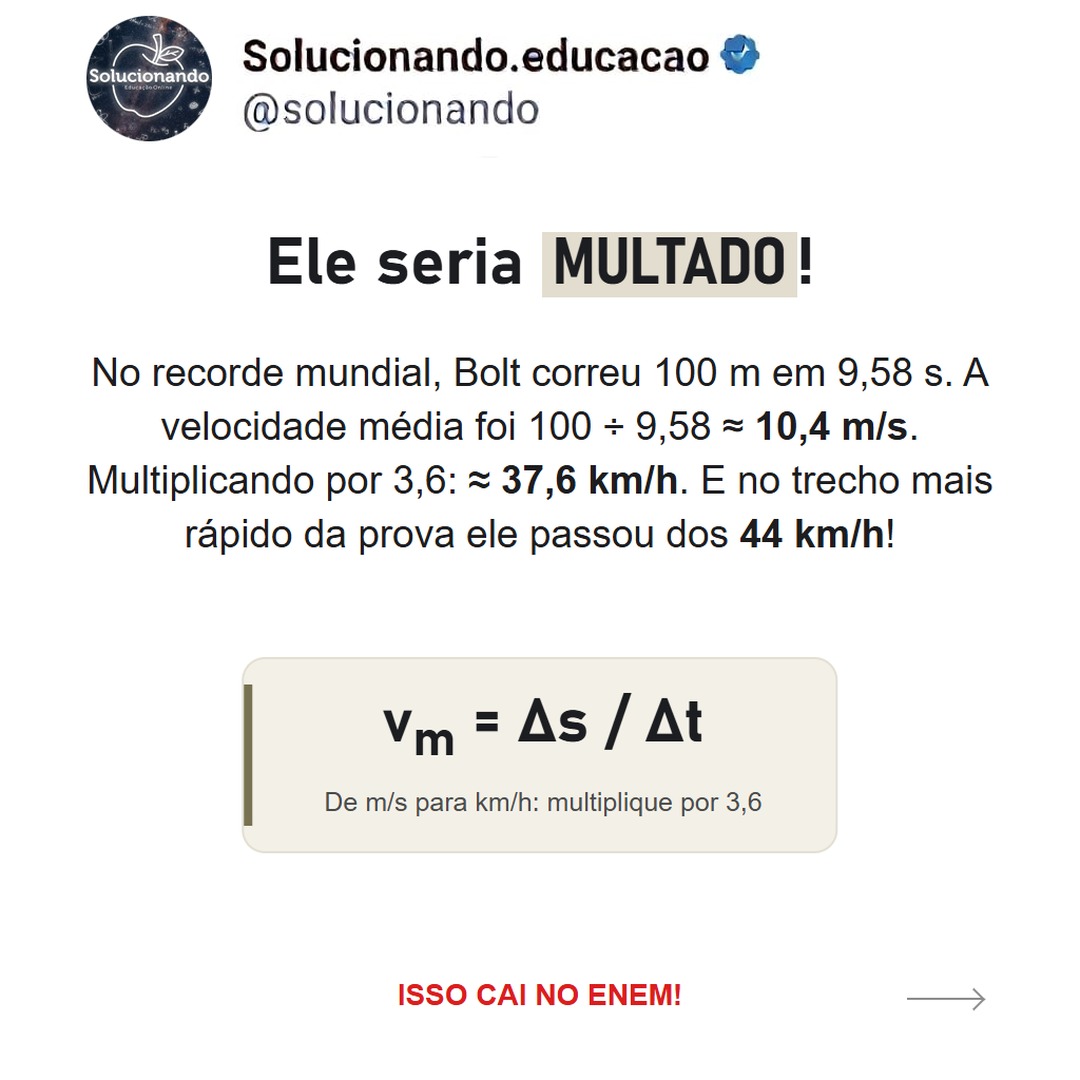 Solucionando
Educação Online
Solucionando.educacao
@solucionando
Ele seria MULTADO!
No recorde mundial, Bolt correu 100 m em 9,58 s. A
velocidade média foi 100 ÷ 9,58 ≈ 10,4 m/s.
Multiplicando por 3,6: ≈ 37,6 km/h. E no trecho mais
rápido da prova ele passou dos 44 km/h!
vm = Δs / Δt
De m/s para km/h: multiplique por 3,6
ISSO CAI NO ENEM!